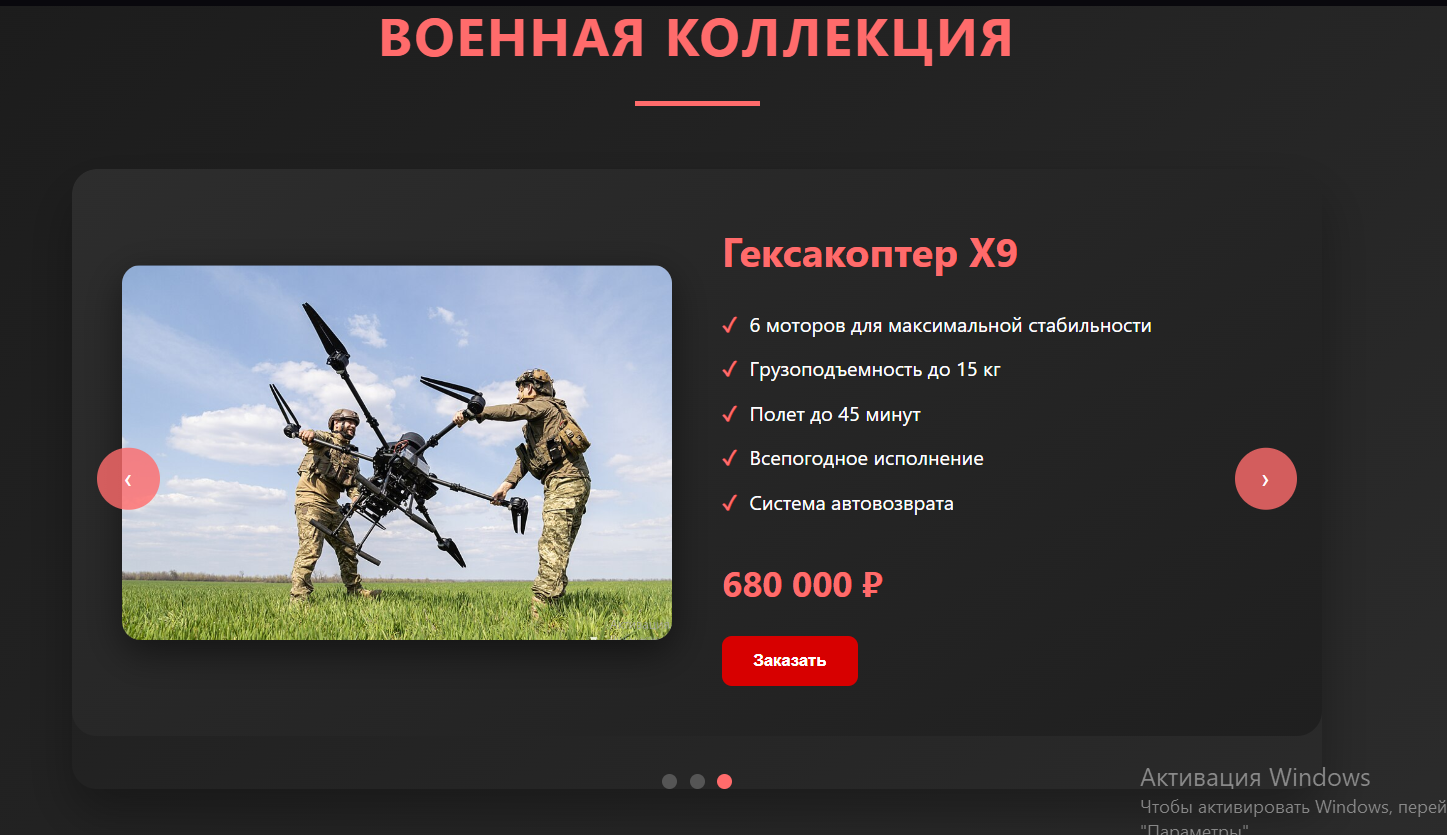 ВОЕННАЯ КОЛЛЕКЦИЯ
Гексакоптер X9
✓ 6 моторов для максимальной стабильности
✓ Грузоподъемность до 15 кг
✓ Полет до 45 минут
✓ Всепогодное исполнение
✓ Система автовозврата
‹
›
680 000 ₽
Заказать
Активация Windows
Чтобы активировать Windows, перей
"Параметры"